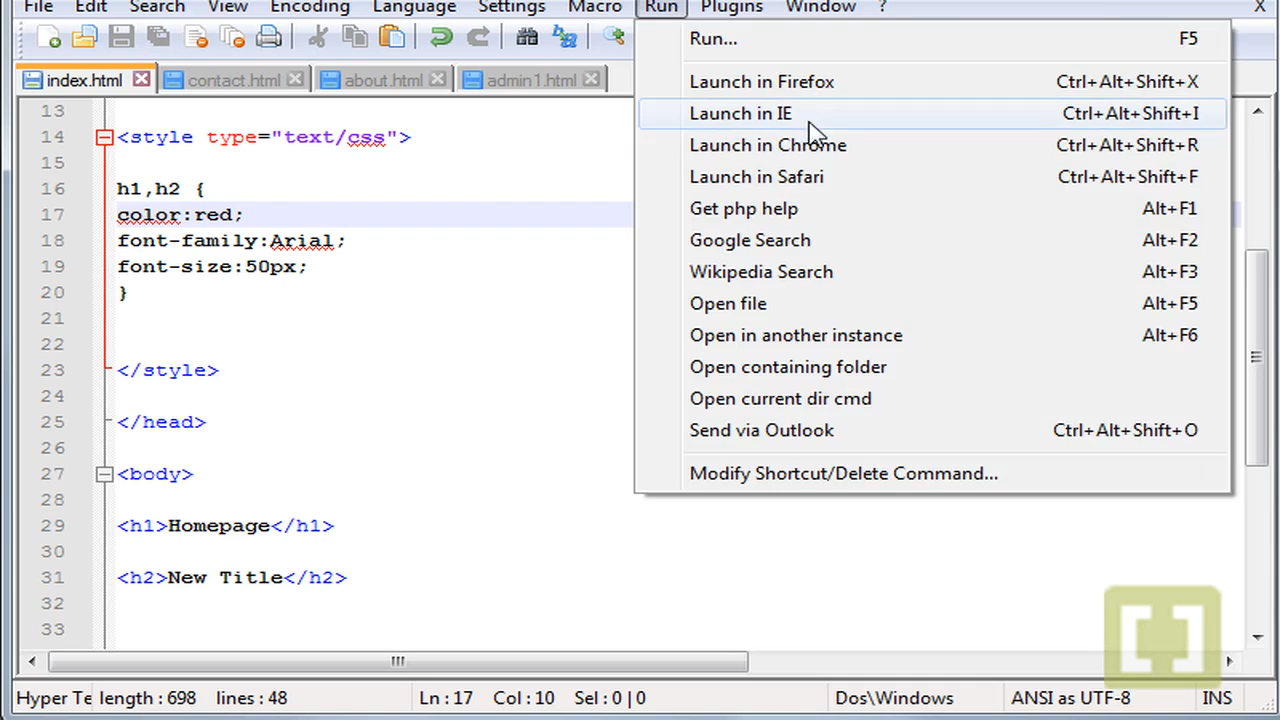 File Edit Search View Encoding Language Settings Macro Run Plugins Window ? X
index.html contact.html about.html admin1.html
Run... F5
Launch in Firefox Ctrl+Alt+Shift+X
Launch in IE Ctrl+Alt+Shift+I
Launch in Chrome Ctrl+Alt+Shift+R
Launch in Safari Ctrl+Alt+Shift+F
Get php help Alt+F1
Google Search Alt+F2
Wikipedia Search Alt+F3
Open file Alt+F5
Open in another instance Alt+F6
Open containing folder
Open current dir cmd
Send via Outlook Ctrl+Alt+Shift+O
Modify Shortcut/Delete Command...
13
14 <style type="text/css">
15
16 h1,h2 {
17 color:red;
18 font-family:Arial;
19 font-size:50px;
20 }
21
22
23 </style>
24
25 </head>
26
27 <body>
28
29 <h1>Homepage</h1>
30
31 <h2>New Title</h2>
32
33
Hyper Te length : 698 lines : 48 Ln : 17 Col : 10 Sel : 0 | 0 Dos\Windows ANSI as UTF-8 INS